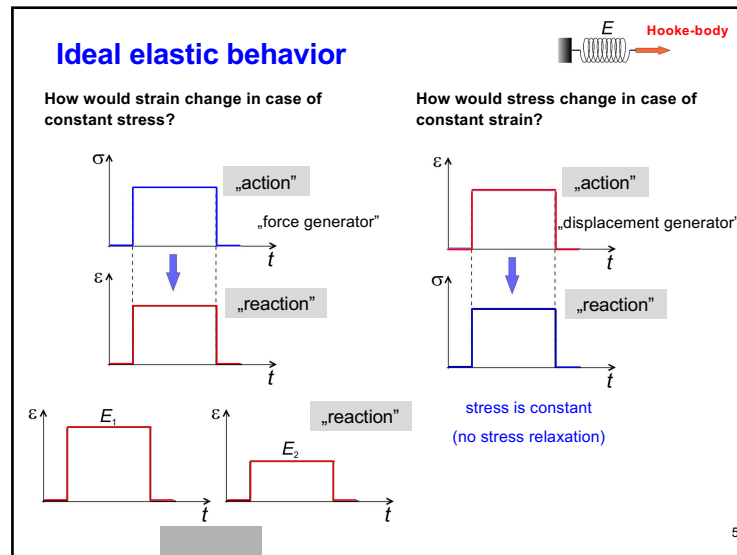 Ideal elastic behavior
E
Hooke-body
How would strain change in case of
constant stress?
σ
„action”
„force generator”
t
ε
„reaction”
t
ε
E1
t
ε
E2
„reaction”
t
How would stress change in case of
constant strain?
ε
„action”
„displacement generator”
t
σ
„reaction”
t
stress is constant
(no stress relaxation)
5